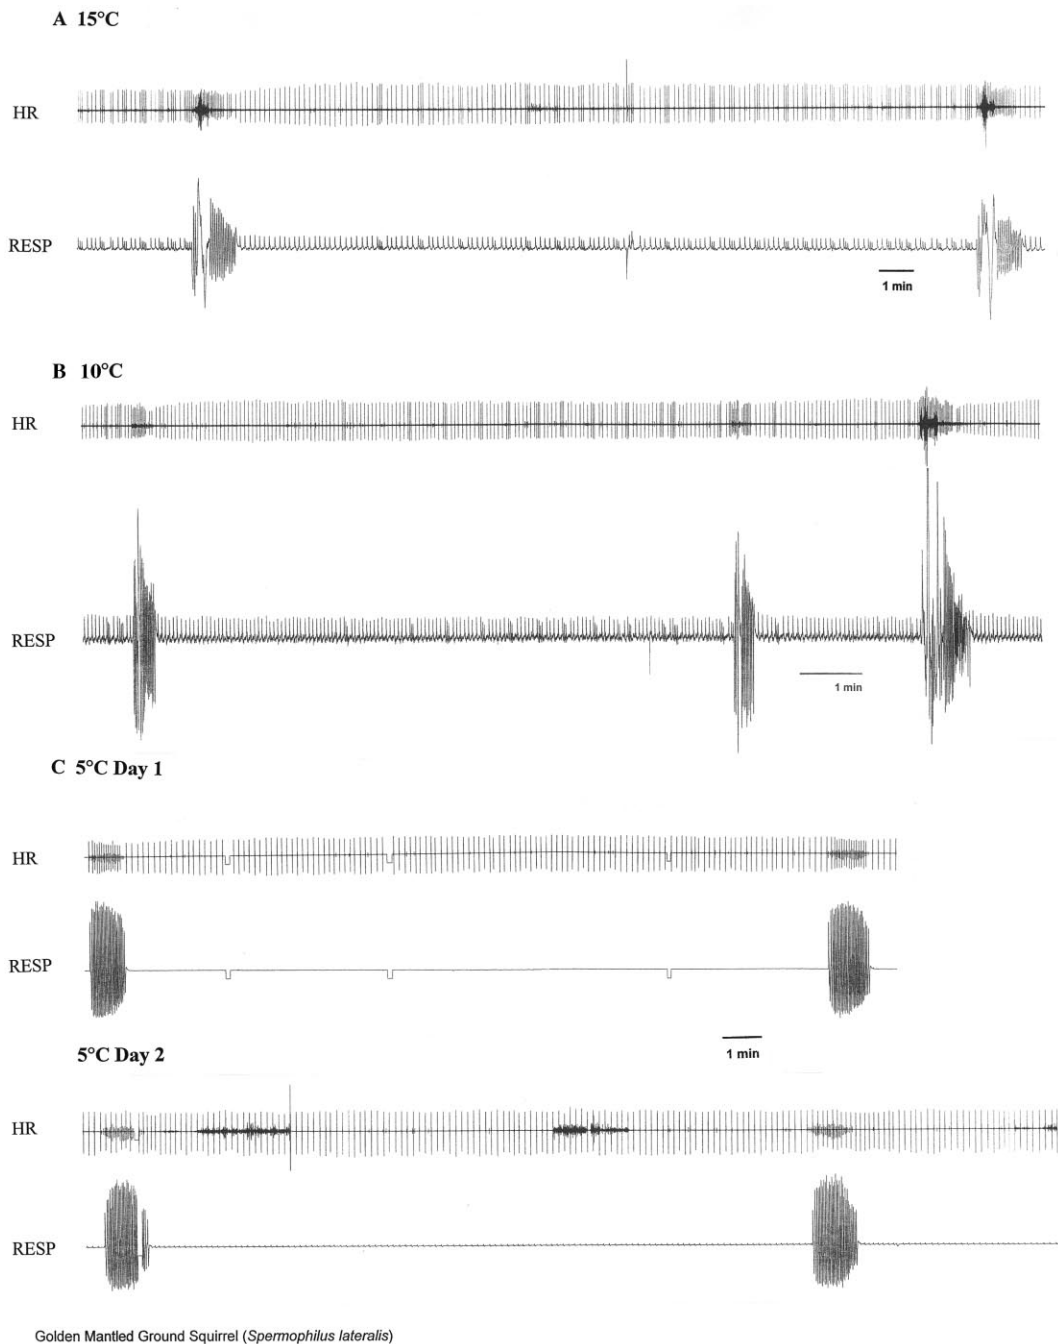 A 15°C
HR
RESP
1 min
B 10°C
HR
RESP
1 min
C 5°C Day 1
HR
RESP
1 min
5°C Day 2
HR
RESP
Golden Mantled Ground Squirrel (Spermophilus lateralis)